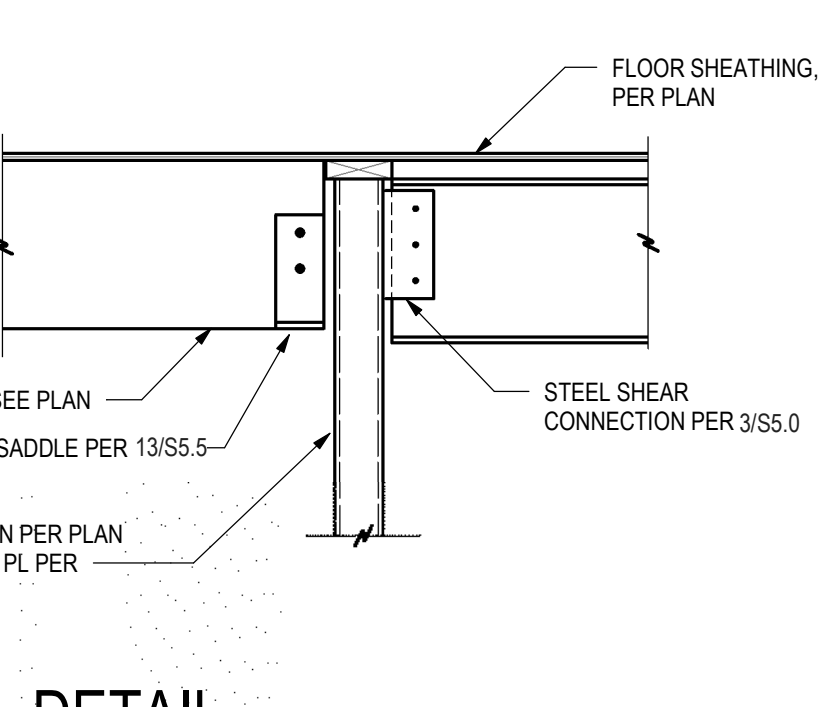 FLOOR SHEATHING,
PER PLAN
SEE PLAN
SADDLE PER 13/S5.5
STEEL SHEAR
CONNECTION PER 3/S5.0
N PER PLAN
PL PER
DETAIL